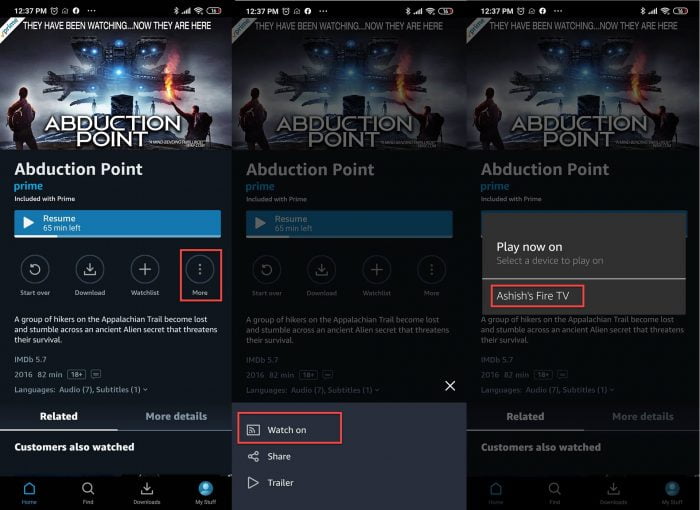 12:37 PM
16
prime
THEY HAVE BEEN WATCHING...NOW THEY ARE HERE
ABDUCTION
POINT
Abduction Point
prime
Included with Prime
Resume
65 min left
Start over
Download
Watchlist
More
A group of hikers on the Appalachian Trail become lost
and stumble across an ancient Alien secret that threatens
their survival.
IMDb 5.7
2016 82 min 18+
Languages: Audio (7), Subtitles (1)
Related
More details
Customers also watched
Home
Find
Downloads
My Stuff
12:37 PM
16
THEY HAVE BEEN WATCHING...NOW THEY ARE HERE
ABDUCTION
POINT
Abduction Point
prime
Included with Prime
Resume
65 min left
Start over
Download
Watchlist
More
A group of hikers on the Appalachian Trail become lost
and stumble across an ancient Alien secret that threatens
their survival.
IMDb 5.7
2016 82 min 18+
Languages: Audio (7), Subtitles (1)
Watch on
Share
Trailer
12:37 PM
16
prime
THEY HAVE BEEN WATCHING...NOW THEY ARE HERE
ABDUCTION
POINT
Abduction Point
prime
Included with Prime
Play now on
Select a device to play on
Ashish's Fire TV
Start over
Download
Watchlist
More
A group of hikers on the Appalachian Trail become lost
and stumble across an ancient Alien secret that threatens
their survival.
IMDb 5.7
2016 82 min 18+
Languages: Audio (7), Subtitles (1)
Related
More details
Customers also watched
Home
Find
Downloads
My Stuff